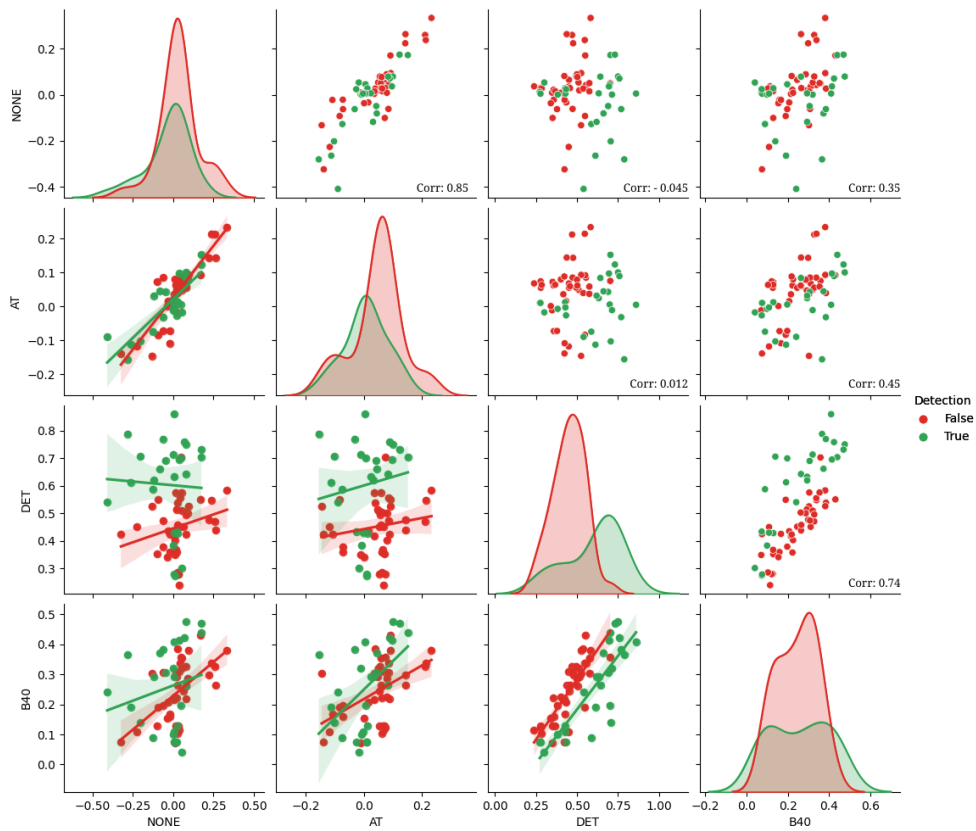 0.2
0.0
−0.2
−0.4
NONE
Corr: 0.85
Corr: - 0.045
Corr: 0.35
0.2
0.1
0.0
−0.1
−0.2
AT
Corr: 0.012
Corr: 0.45
0.8
0.7
0.6
0.5
0.4
0.3
DET
Corr: 0.74
Detection
False
True
0.5
0.4
0.3
0.2
0.1
0.0
B40
−0.50 −0.25 0.00 0.25 0.50
NONE
−0.2 0.0 0.2
AT
0.25 0.50 0.75 1.00
DET
0.0 0.2 0.4 0.6
B40